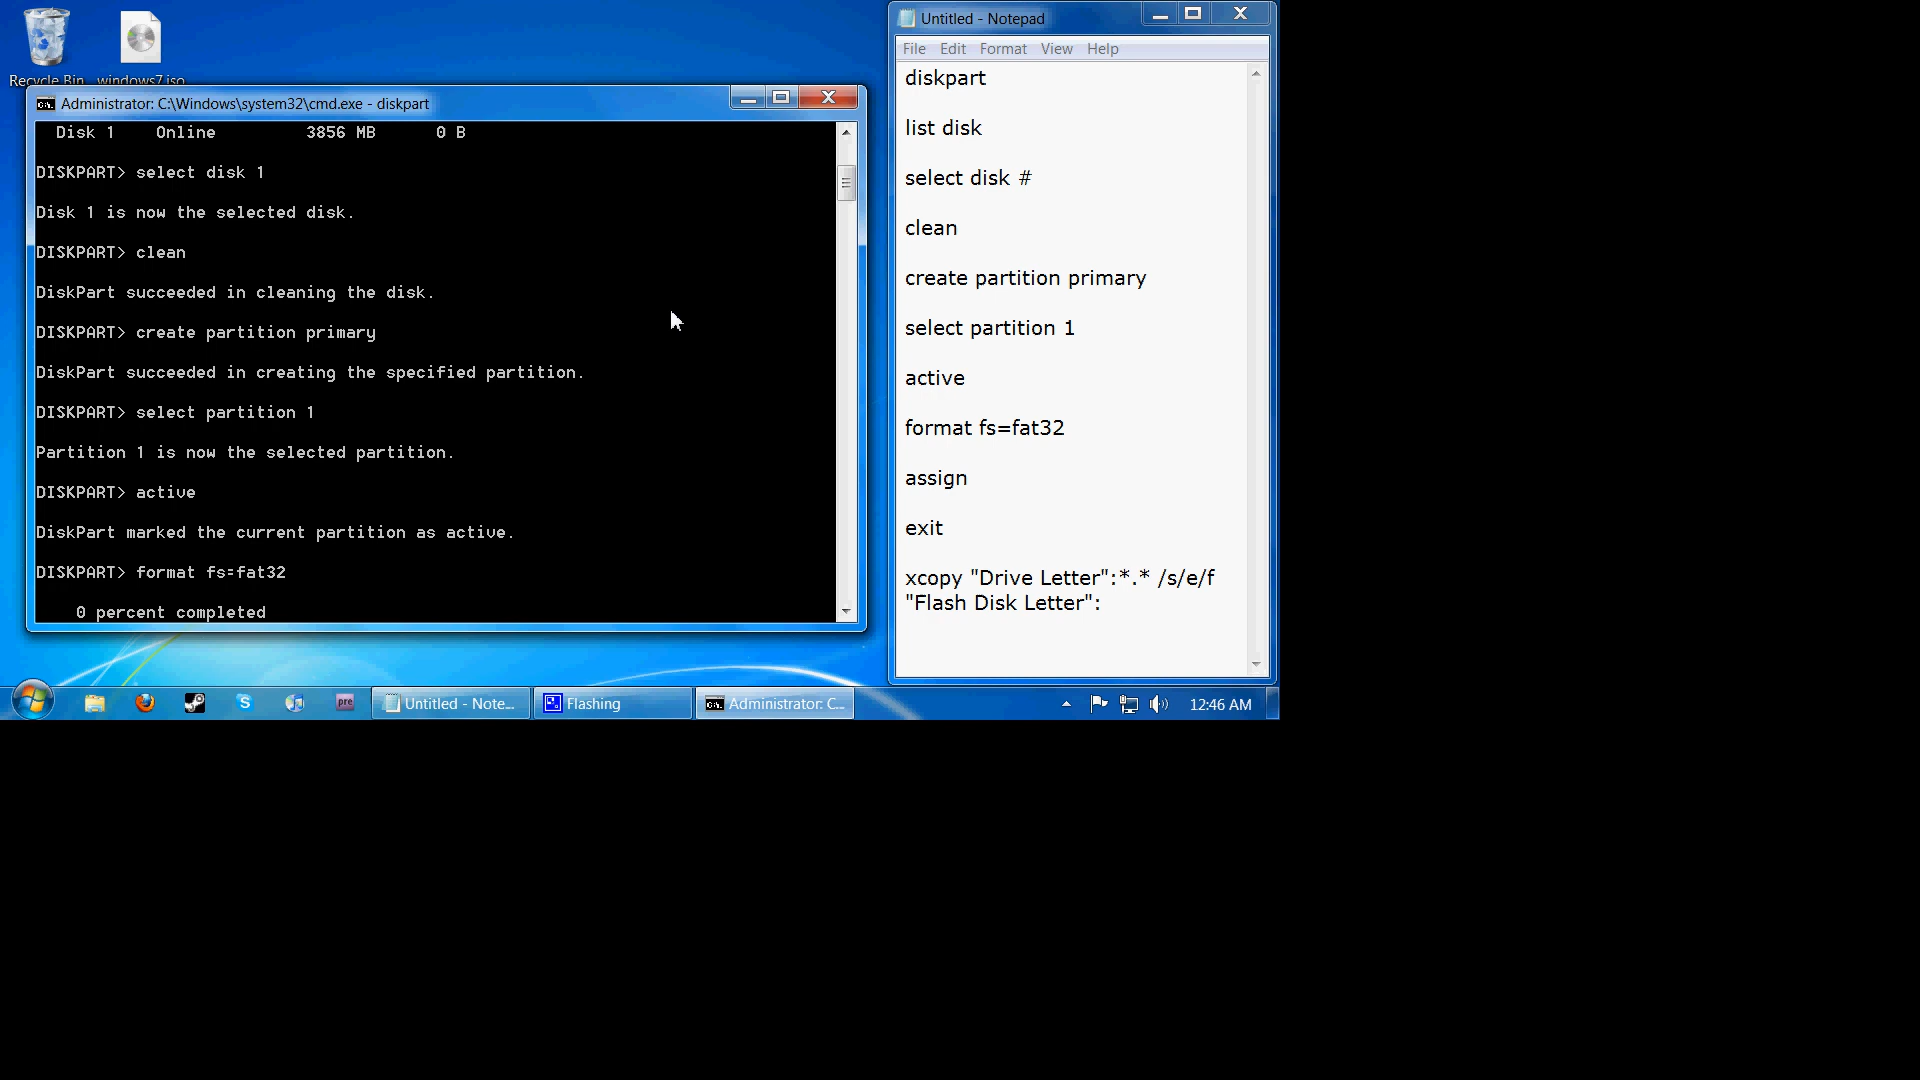 Recycle Bin
windows7.iso
Administrator: C:\Windows\system32\cmd.exe - diskpart
Disk 1 Online 3856 MB 0 B
DISKPART> select disk 1
Disk 1 is now the selected disk.
DISKPART> clean
DiskPart succeeded in cleaning the disk.
DISKPART> create partition primary
DiskPart succeeded in creating the specified partition.
DISKPART> select partition 1
Partition 1 is now the selected partition.
DISKPART> active
DiskPart marked the current partition as active.
DISKPART> format fs=fat32
0 percent completed
Untitled - Notepad
File Edit Format View Help
diskpart
list disk
select disk #
clean
create partition primary
select partition 1
active
format fs=fat32
assign
exit
xcopy "Drive Letter":*.* /s/e/f
"Flash Disk Letter":
pre
Untitled - Note...
Flashing
Administrator: C...
12:46 AM